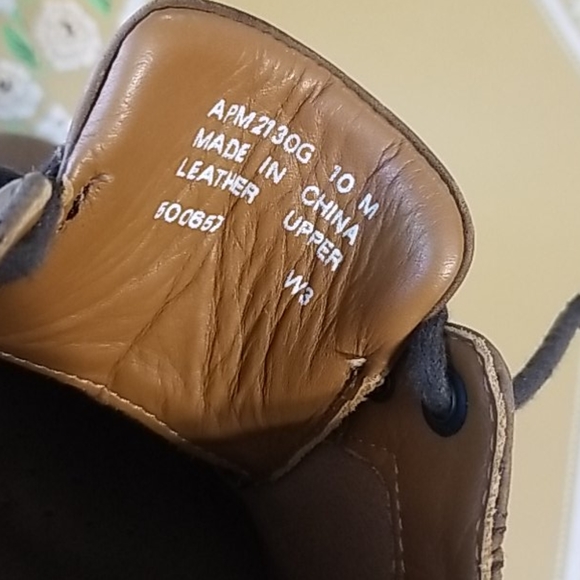 APM2130G 10 M
MADE IN CHINA
LEATHER UPPER
500857 W3